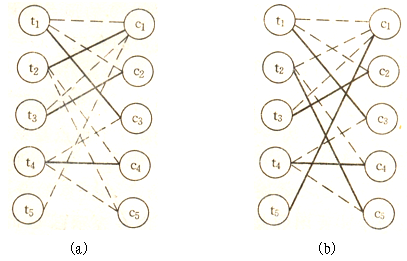 t₁ c₁ t₁ c₁
t₂ c₂ t₂ c₂
t₃ c₃ t₃ c₃
t₄ c₄ t₄ c₄
t₅ c₅ t₅ c₅
(a) (b)